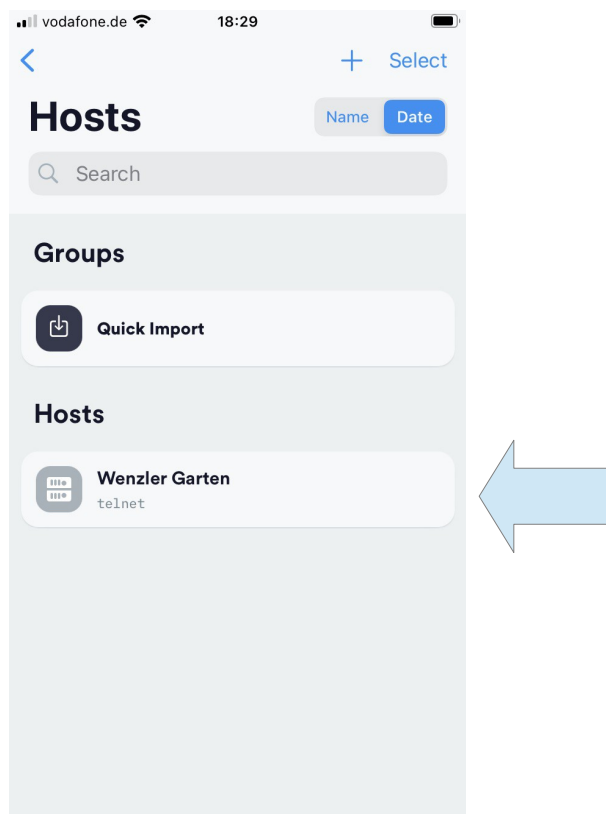 vodafone.de 18:29
Select
Hosts
Name Date
Search
Groups
Quick Import
Hosts
Wenzler Garten
telnet